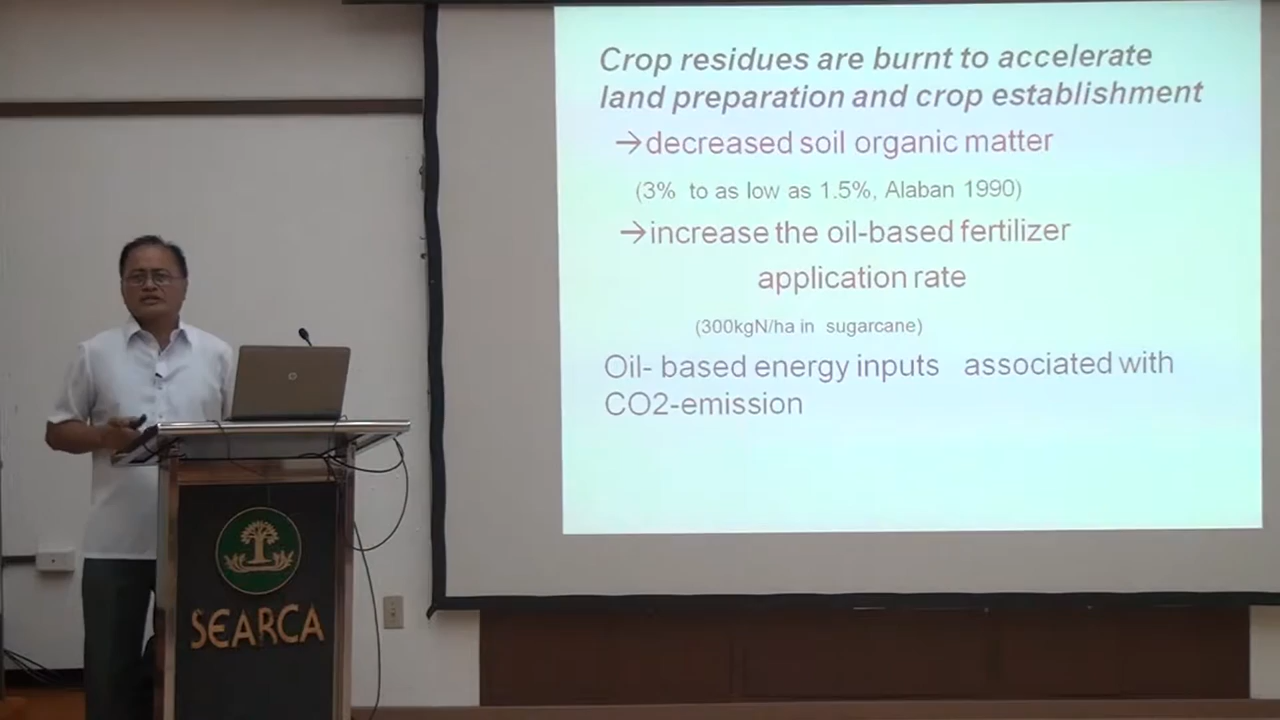 Crop residues are burnt to accelerate
land preparation and crop establishment
→decreased soil organic matter
(3% to as low as 1.5%, Alaban 1990)
→increase the oil-based fertilizer
application rate
(300kgN/ha in sugarcane)
Oil- based energy inputs associated with
CO2-emission
SEARCA